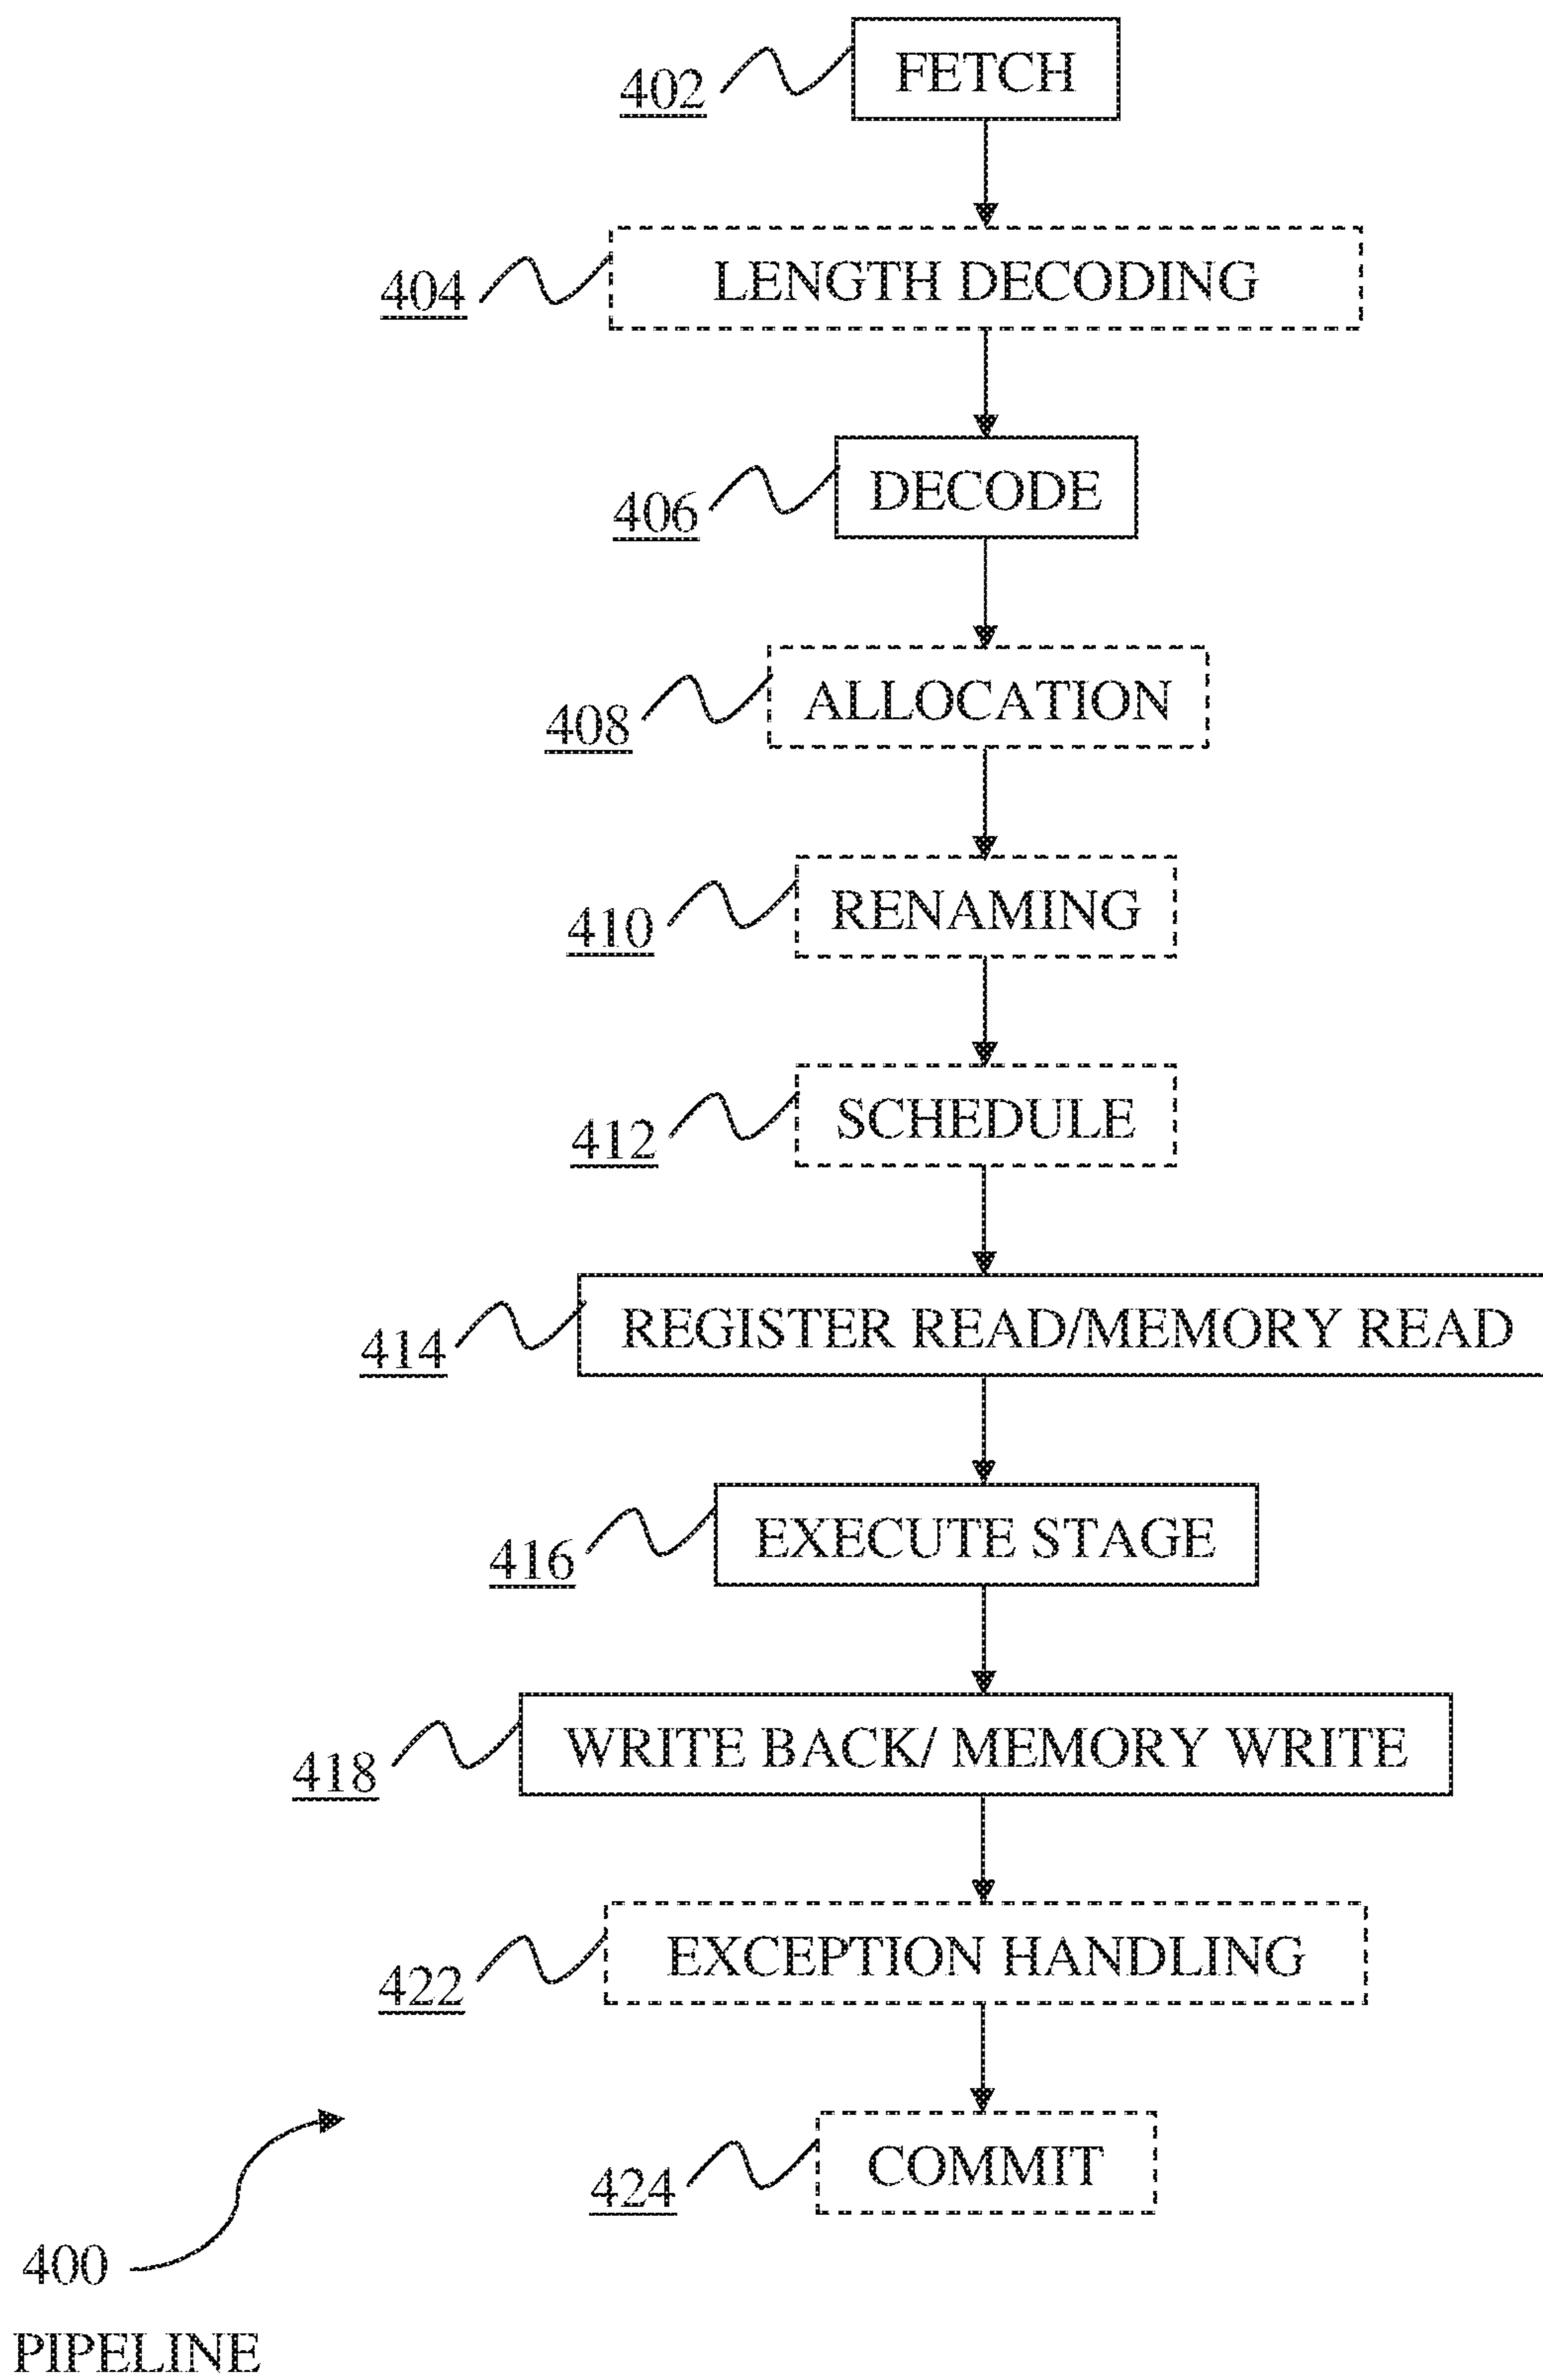 402 FETCH
404 LENGTH DECODING
406 DECODE
408 ALLOCATION
410 RENAMING
412 SCHEDULE
414 REGISTER READ/MEMORY READ
416 EXECUTE STAGE
418 WRITE BACK/ MEMORY WRITE
422 EXCEPTION HANDLING
424 COMMIT
400
PIPELINE